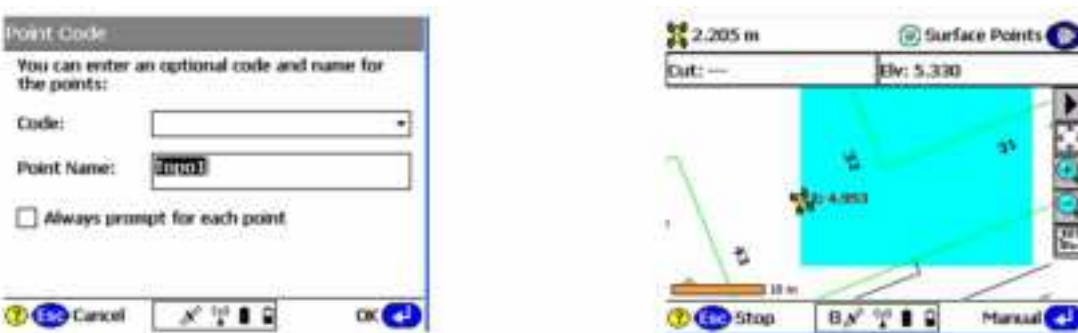 Point Code
You can enter an optional code and name for
the points:
Code:
Point Name: Topo1
Always prompt for each point
? Esc Cancel
OK
2.205 m
Surface Points
Cut: ---
Elv: 5.330
4.953
10 m
? Esc Stop
B
Manual